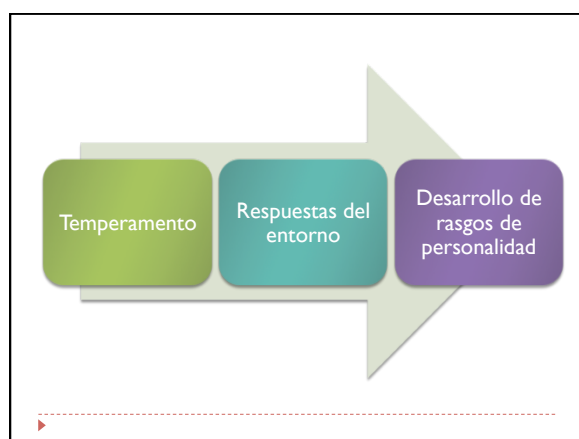 Temperamento
Respuestas del
entorno
Desarrollo de
rasgos de
personalidad